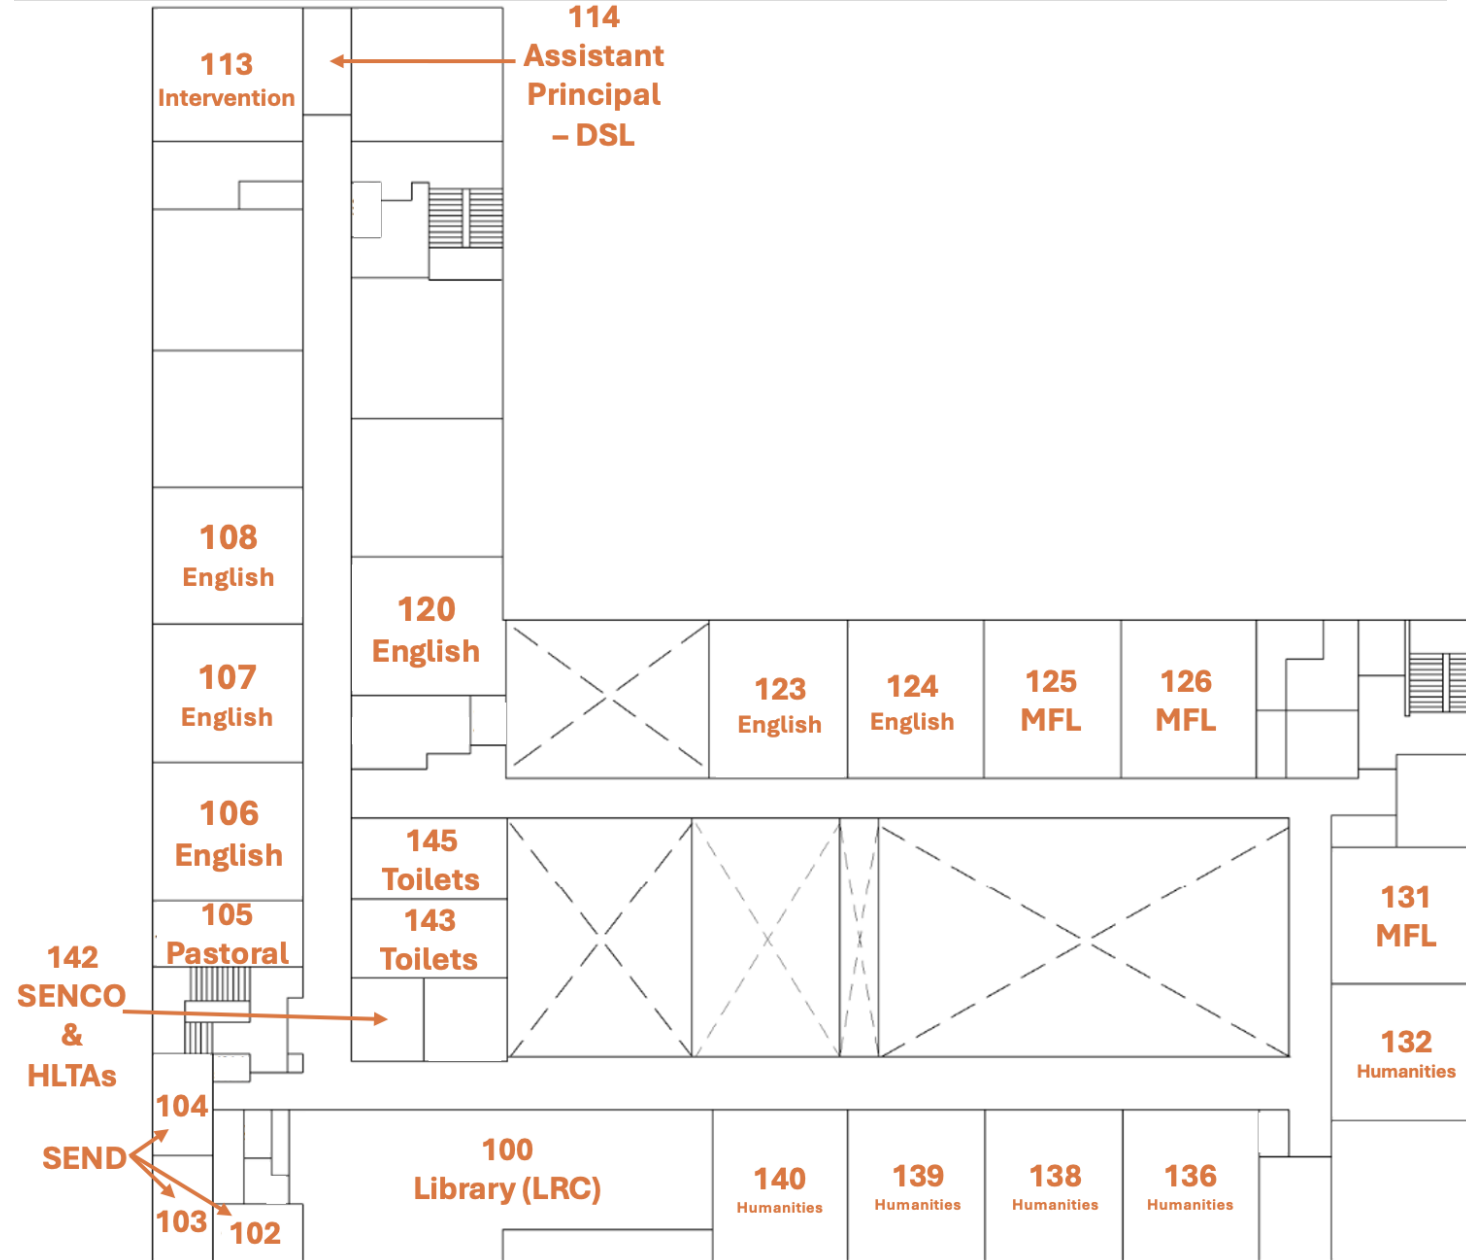 114
Assistant
Principal
– DSL
113
Intervention
108
English
120
English
107
English
123
English
124
English
125
MFL
126
MFL
106
English
145
Toilets
105
Pastoral
143
Toilets
131
MFL
142
SENCO
&
HLTAs
132
Humanities
104
SEND
103
102
100
Library (LRC)
140
Humanities
139
Humanities
138
Humanities
136
Humanities